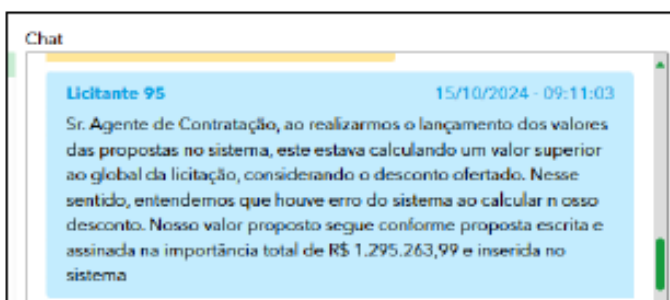 Chat
Licitante 95 15/10/2024 - 09:11:03
Sr. Agente de Contratação, ao realizarmos o lançamento dos valores
das propostas no sistema, este estava calculando um valor superior
ao global da licitação, considerando o desconto ofertado. Nesse
sentido, entendemos que houve erro do sistema ao calcular n osso
desconto. Nosso valor proposto segue conforme proposta escrita e
assinada na importância total de R$ 1.295.263,99 e inserida no
sistema